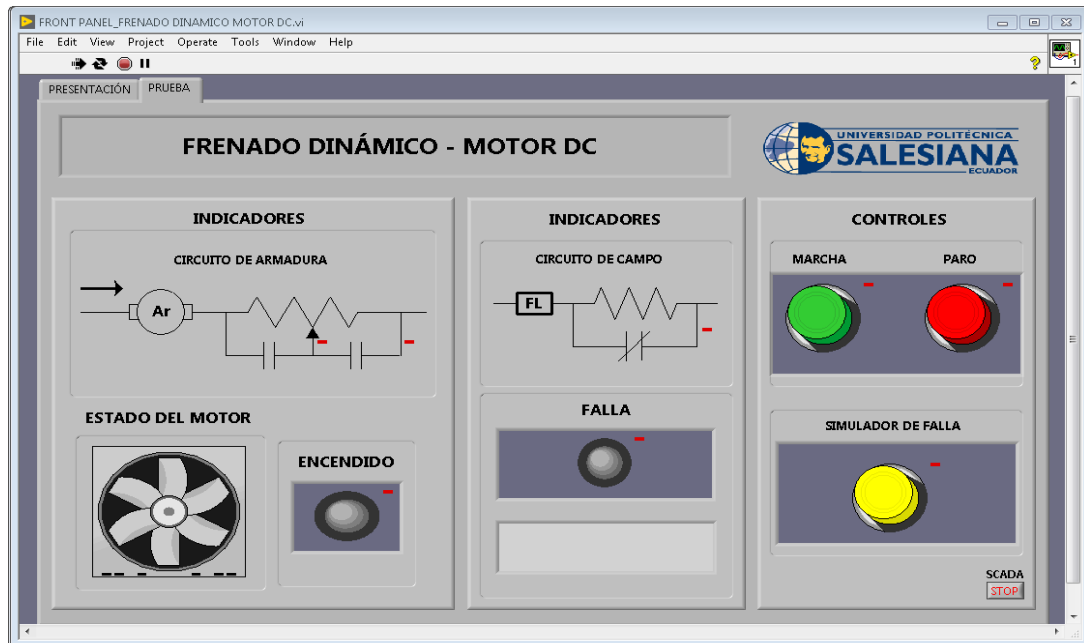 FRONT PANEL_FRENADO DINAMICO MOTOR DC.vi
File Edit View Project Operate Tools Window Help
1
PRESENTACIÓN PRUEBA
FRENADO DINÁMICO - MOTOR DC
UNIVERSIDAD POLITÉCNICA
SALESIANA
ECUADOR
INDICADORES
CIRCUITO DE ARMADURA
Ar
ESTADO DEL MOTOR
ENCENDIDO
INDICADORES
CIRCUITO DE CAMPO
FL
FALLA
CONTROLES
MARCHA PARO
SIMULADOR DE FALLA
SCADA
STOP